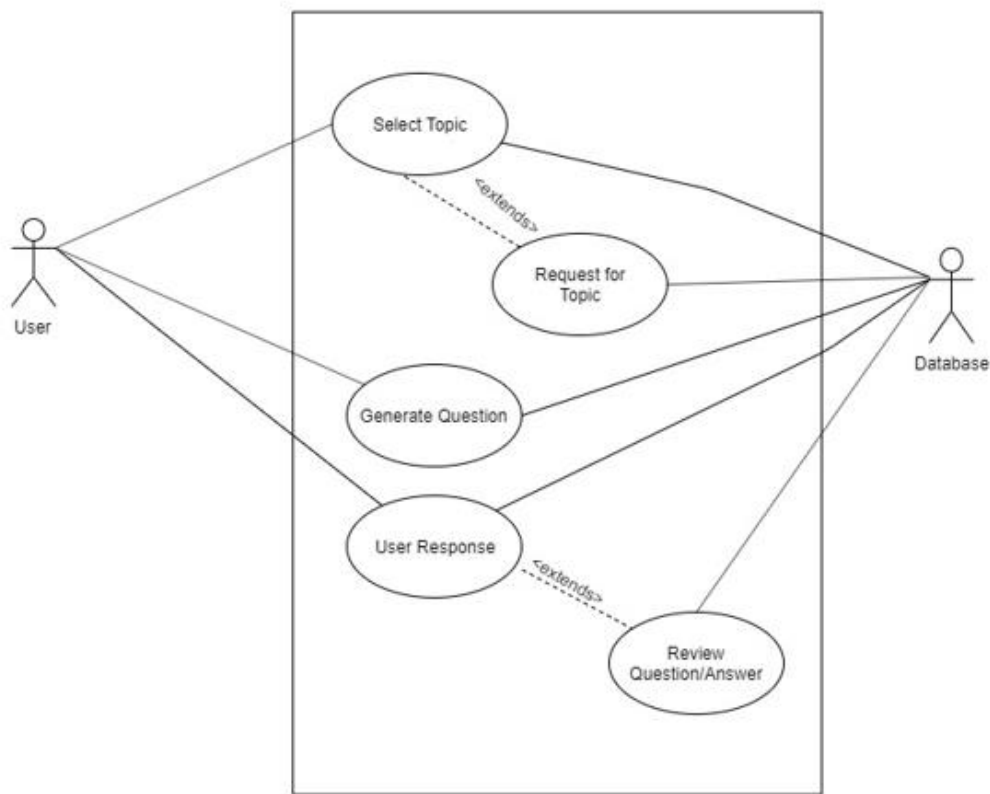 Select Topic
<extends>
Request for
Topic
User
Database
Generate Question
User Response
<extends>
Review
Question/Answer